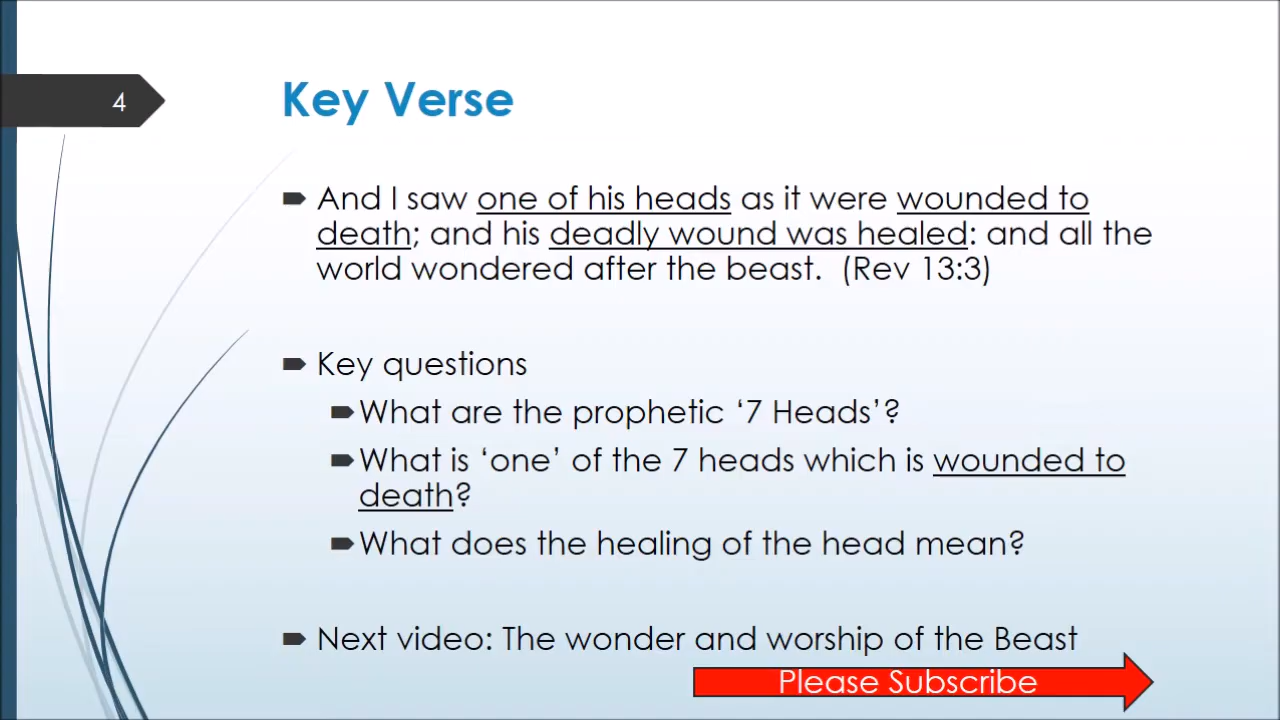 4
Key Verse
And I saw one of his heads as it were wounded to
death; and his deadly wound was healed: and all the
world wondered after the beast.  (Rev 13:3)
Key questions
What are the prophetic ‘7 Heads’?
What is ‘one’ of the 7 heads which is wounded to
death?
What does the healing of the head mean?
Next video: The wonder and worship of the Beast
Please Subscribe